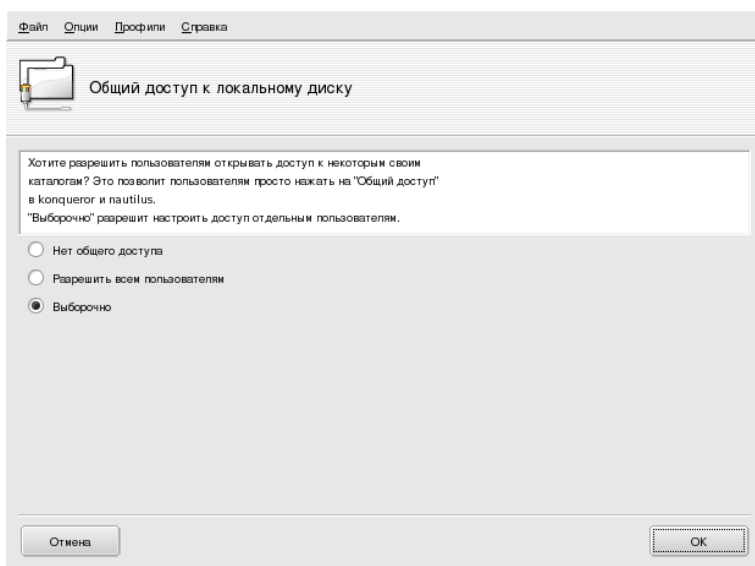 Файл Опции Профили Справка
Общий доступ к локальному диску
Хотите разрешить пользователям открывать доступ к некоторым своим
каталогам? Это позволит пользователям просто нажать на "Общий доступ"
в konqueror и nautilus.
"Выборочно" разрешит настроить доступ отдельным пользователям.
Нет общего доступа
Разрешить всем пользователям
Выборочно
Отмена OK